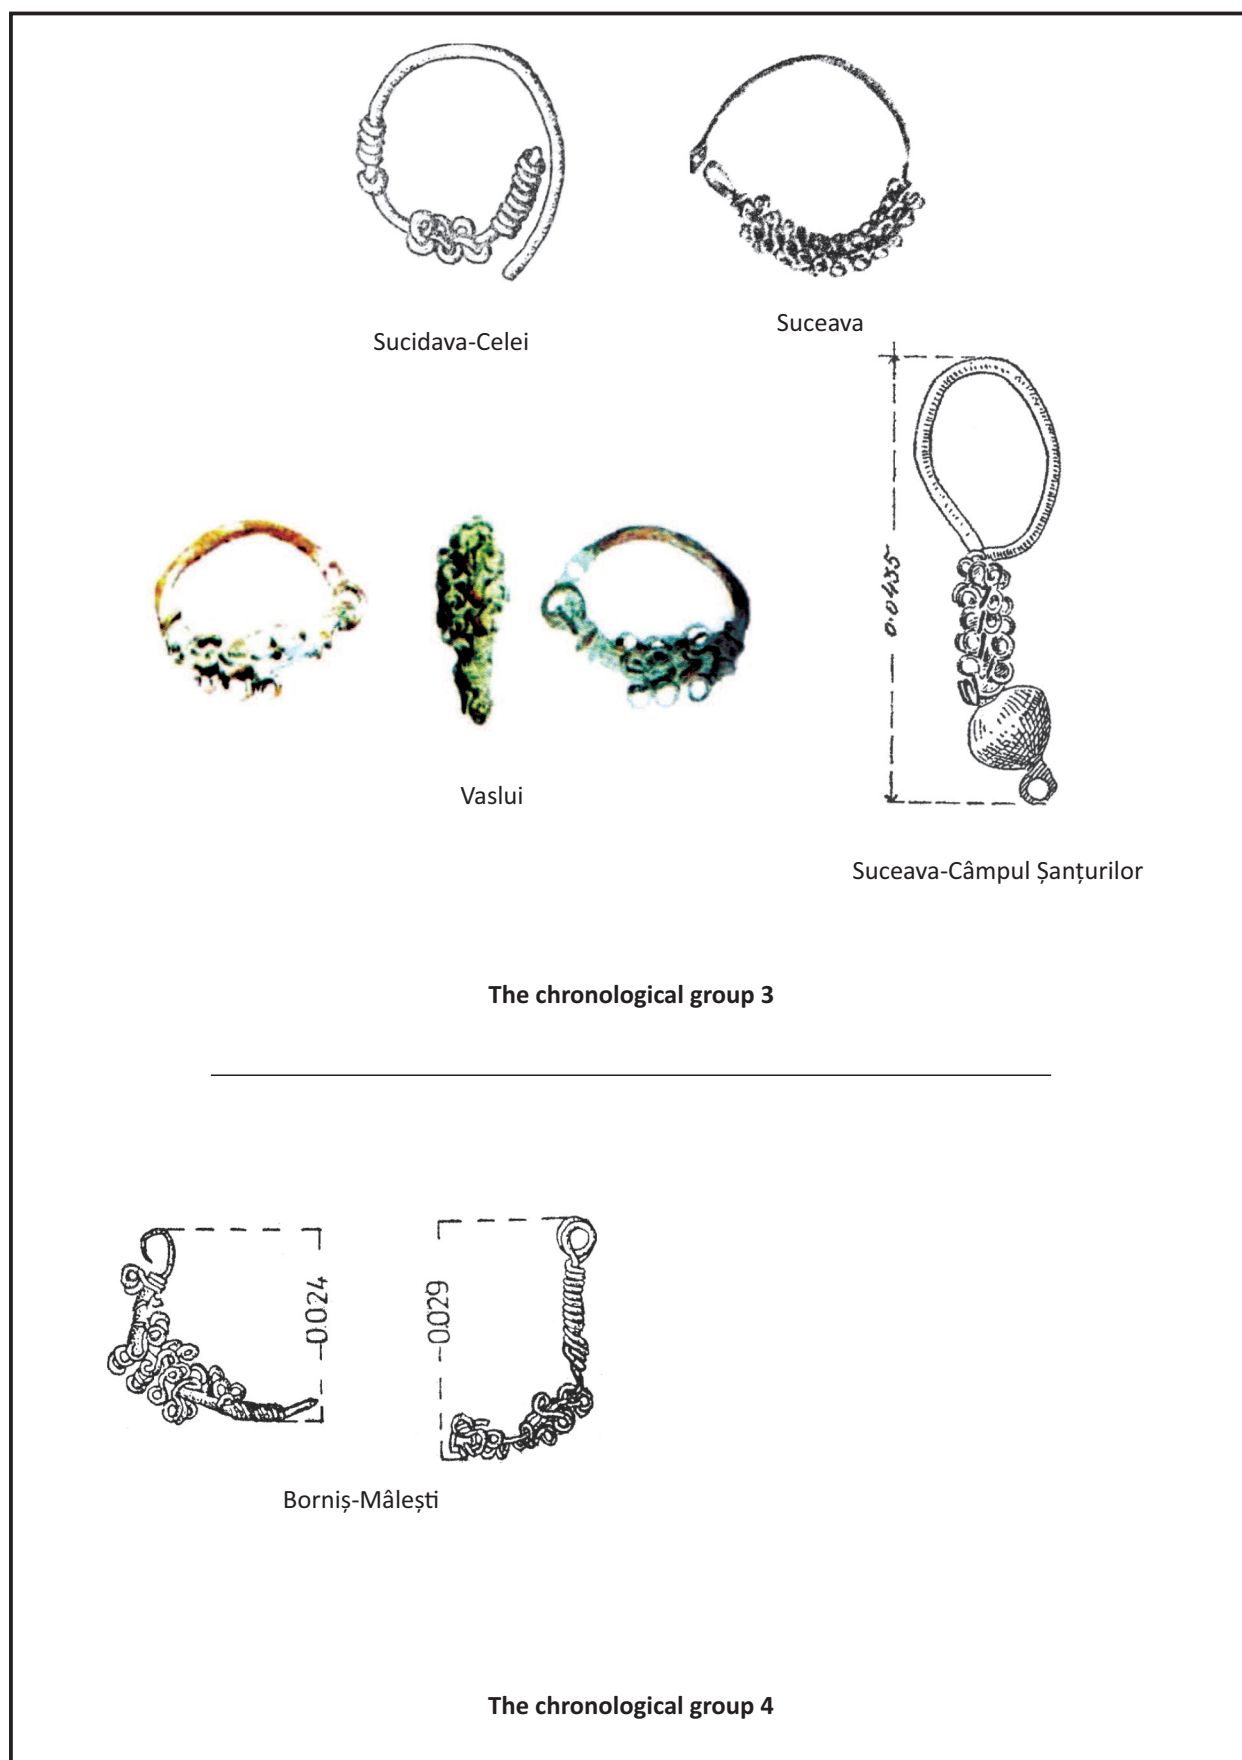 Sucidava-Celei
Suceava
0.0435
Vaslui
Suceava-Câmpul Șanțurilor
The chronological group 3
0.024
0.029
Borniș-Mâlești
The chronological group 4